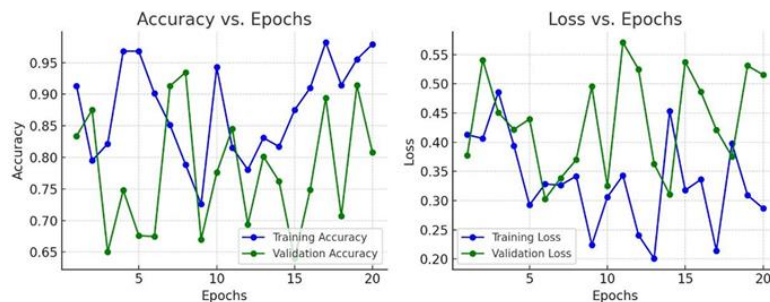 Accuracy vs. Epochs
Accuracy
0.95
0.90
0.85
0.80
0.75
0.70
0.65
Training Accuracy
Validation Accuracy
5
10
15
20
Epochs
Loss vs. Epochs
Loss
0.55
0.50
0.45
0.40
0.35
0.30
0.25
0.20
Training Loss
Validation Loss
5
10
15
20
Epochs